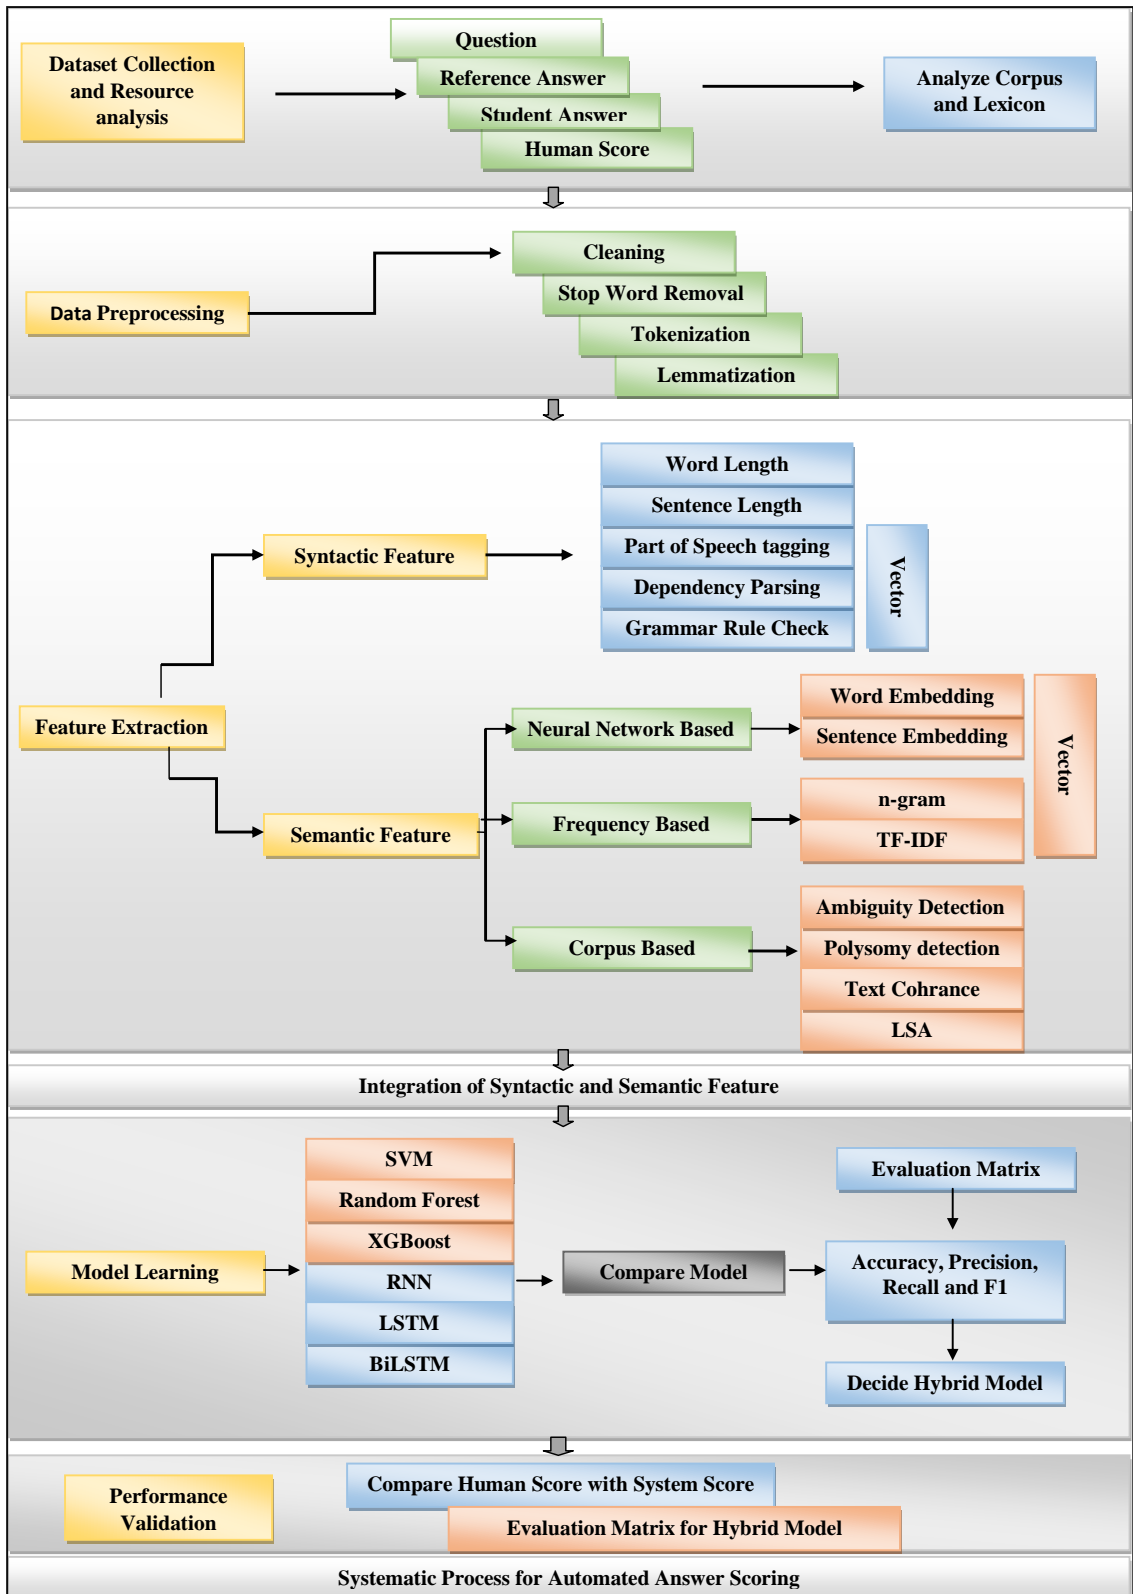 Dataset Collection
and Resource
analysis
Question
Reference Answer
Student Answer
Human Score
Analyze Corpus
and Lexicon
Data Preprocessing
Cleaning
Stop Word Removal
Tokenization
Lemmatization
Feature Extraction
Syntactic Feature
Word Length
Sentence Length
Part of Speech tagging
Dependency Parsing
Grammar Rule Check
Vector
Semantic Feature
Neural Network Based
Word Embedding
Sentence Embedding
Frequency Based
n-gram
TF-IDF
Vector
Corpus Based
Ambiguity Detection
Polysomy detection
Text Cohrance
LSA
Integration of Syntactic and Semantic Feature
Model Learning
SVM
Random Forest
XGBoost
RNN
LSTM
BiLSTM
Compare Model
Evaluation Matrix
Accuracy, Precision,
Recall and F1
Decide Hybrid Model
Performance
Validation
Compare Human Score with System Score
Evaluation Matrix for Hybrid Model
Systematic Process for Automated Answer Scoring